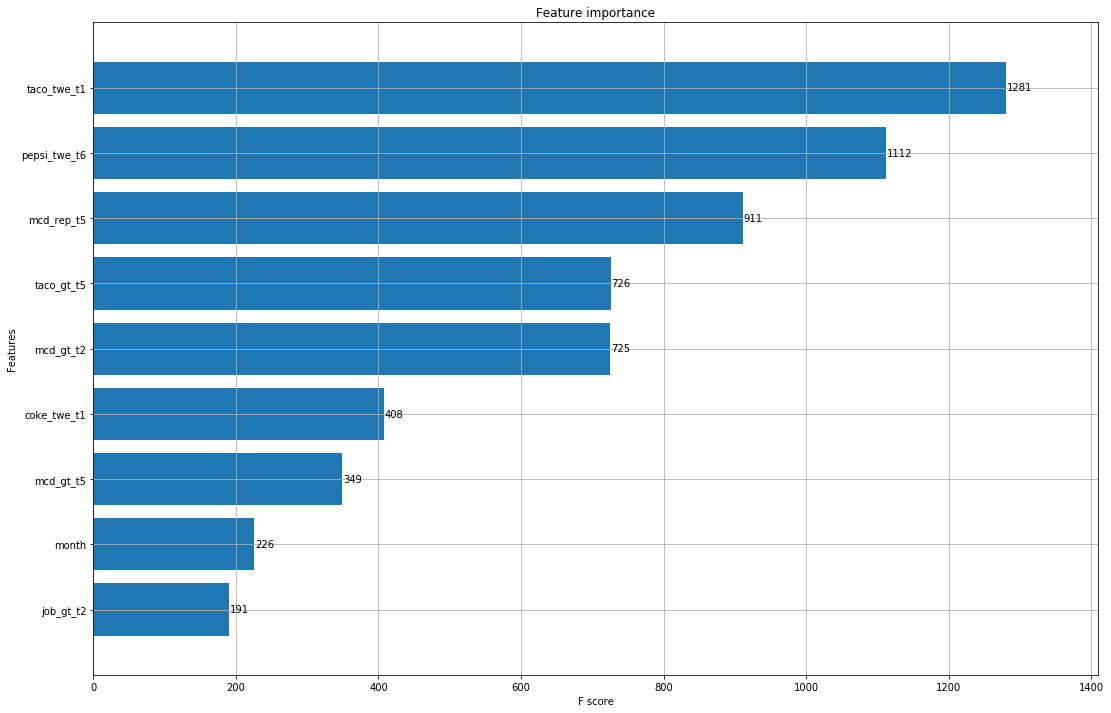 Feature importance
taco_twe_t1 1281
pepsi_twe_t6 1112
mcd_rep_t5 911
taco_gt_t5 726
mcd_gt_t2 725
Features
coke_twe_t1 408
mcd_gt_t5 349
month 226
job_gt_t2 191
0 200 400 600 800 1000 1200 1400
F score